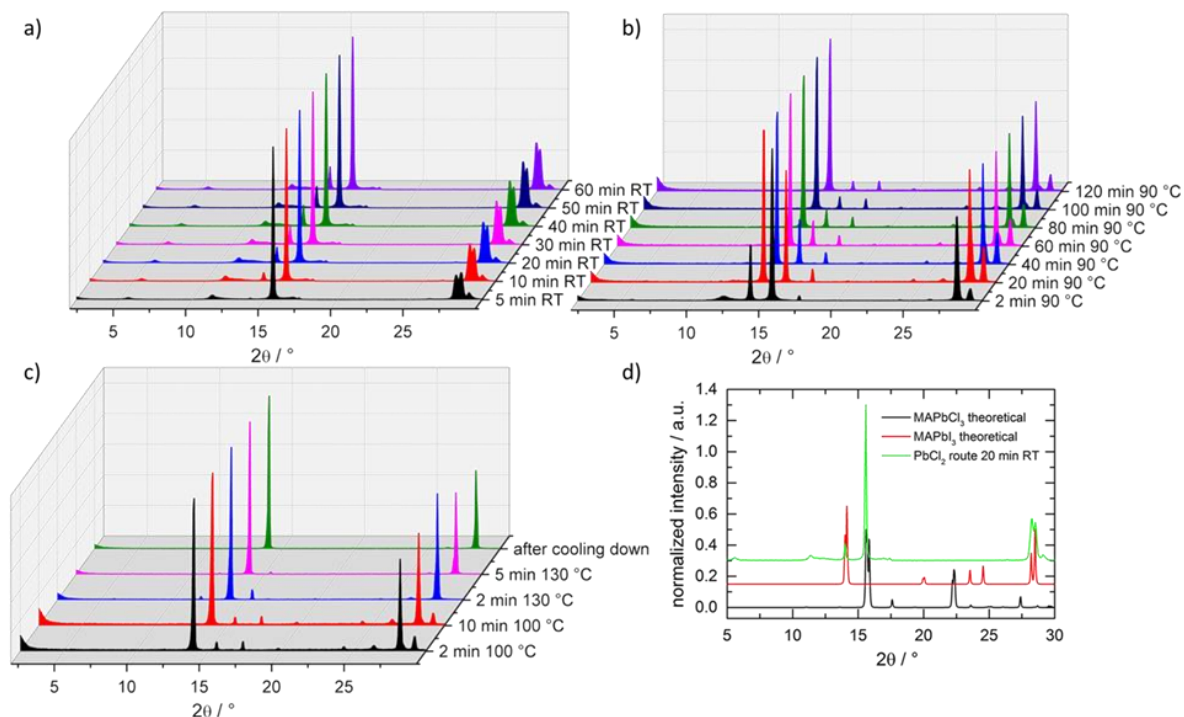 a)
60 min RT
50 min RT
40 min RT
30 min RT
20 min RT
10 min RT
5 min RT
5 10 15 20 25
2θ / °
b)
120 min 90 °C
100 min 90 °C
80 min 90 °C
60 min 90 °C
40 min 90 °C
20 min 90 °C
2 min 90 °C
5 10 15 20 25
2θ / °
c)
after cooling down
5 min 130 °C
2 min 130 °C
10 min 100 °C
2 min 100 °C
5 10 15 20 25
2θ / °
d)
normalized intensity / a.u.
1.4
1.2
1.0
0.8
0.6
0.4
0.2
0.0
MAPbCl₃ theoretical
MAPbI₃ theoretical
PbCl₂ route 20 min RT
5 10 15 20 25 30
2θ / °